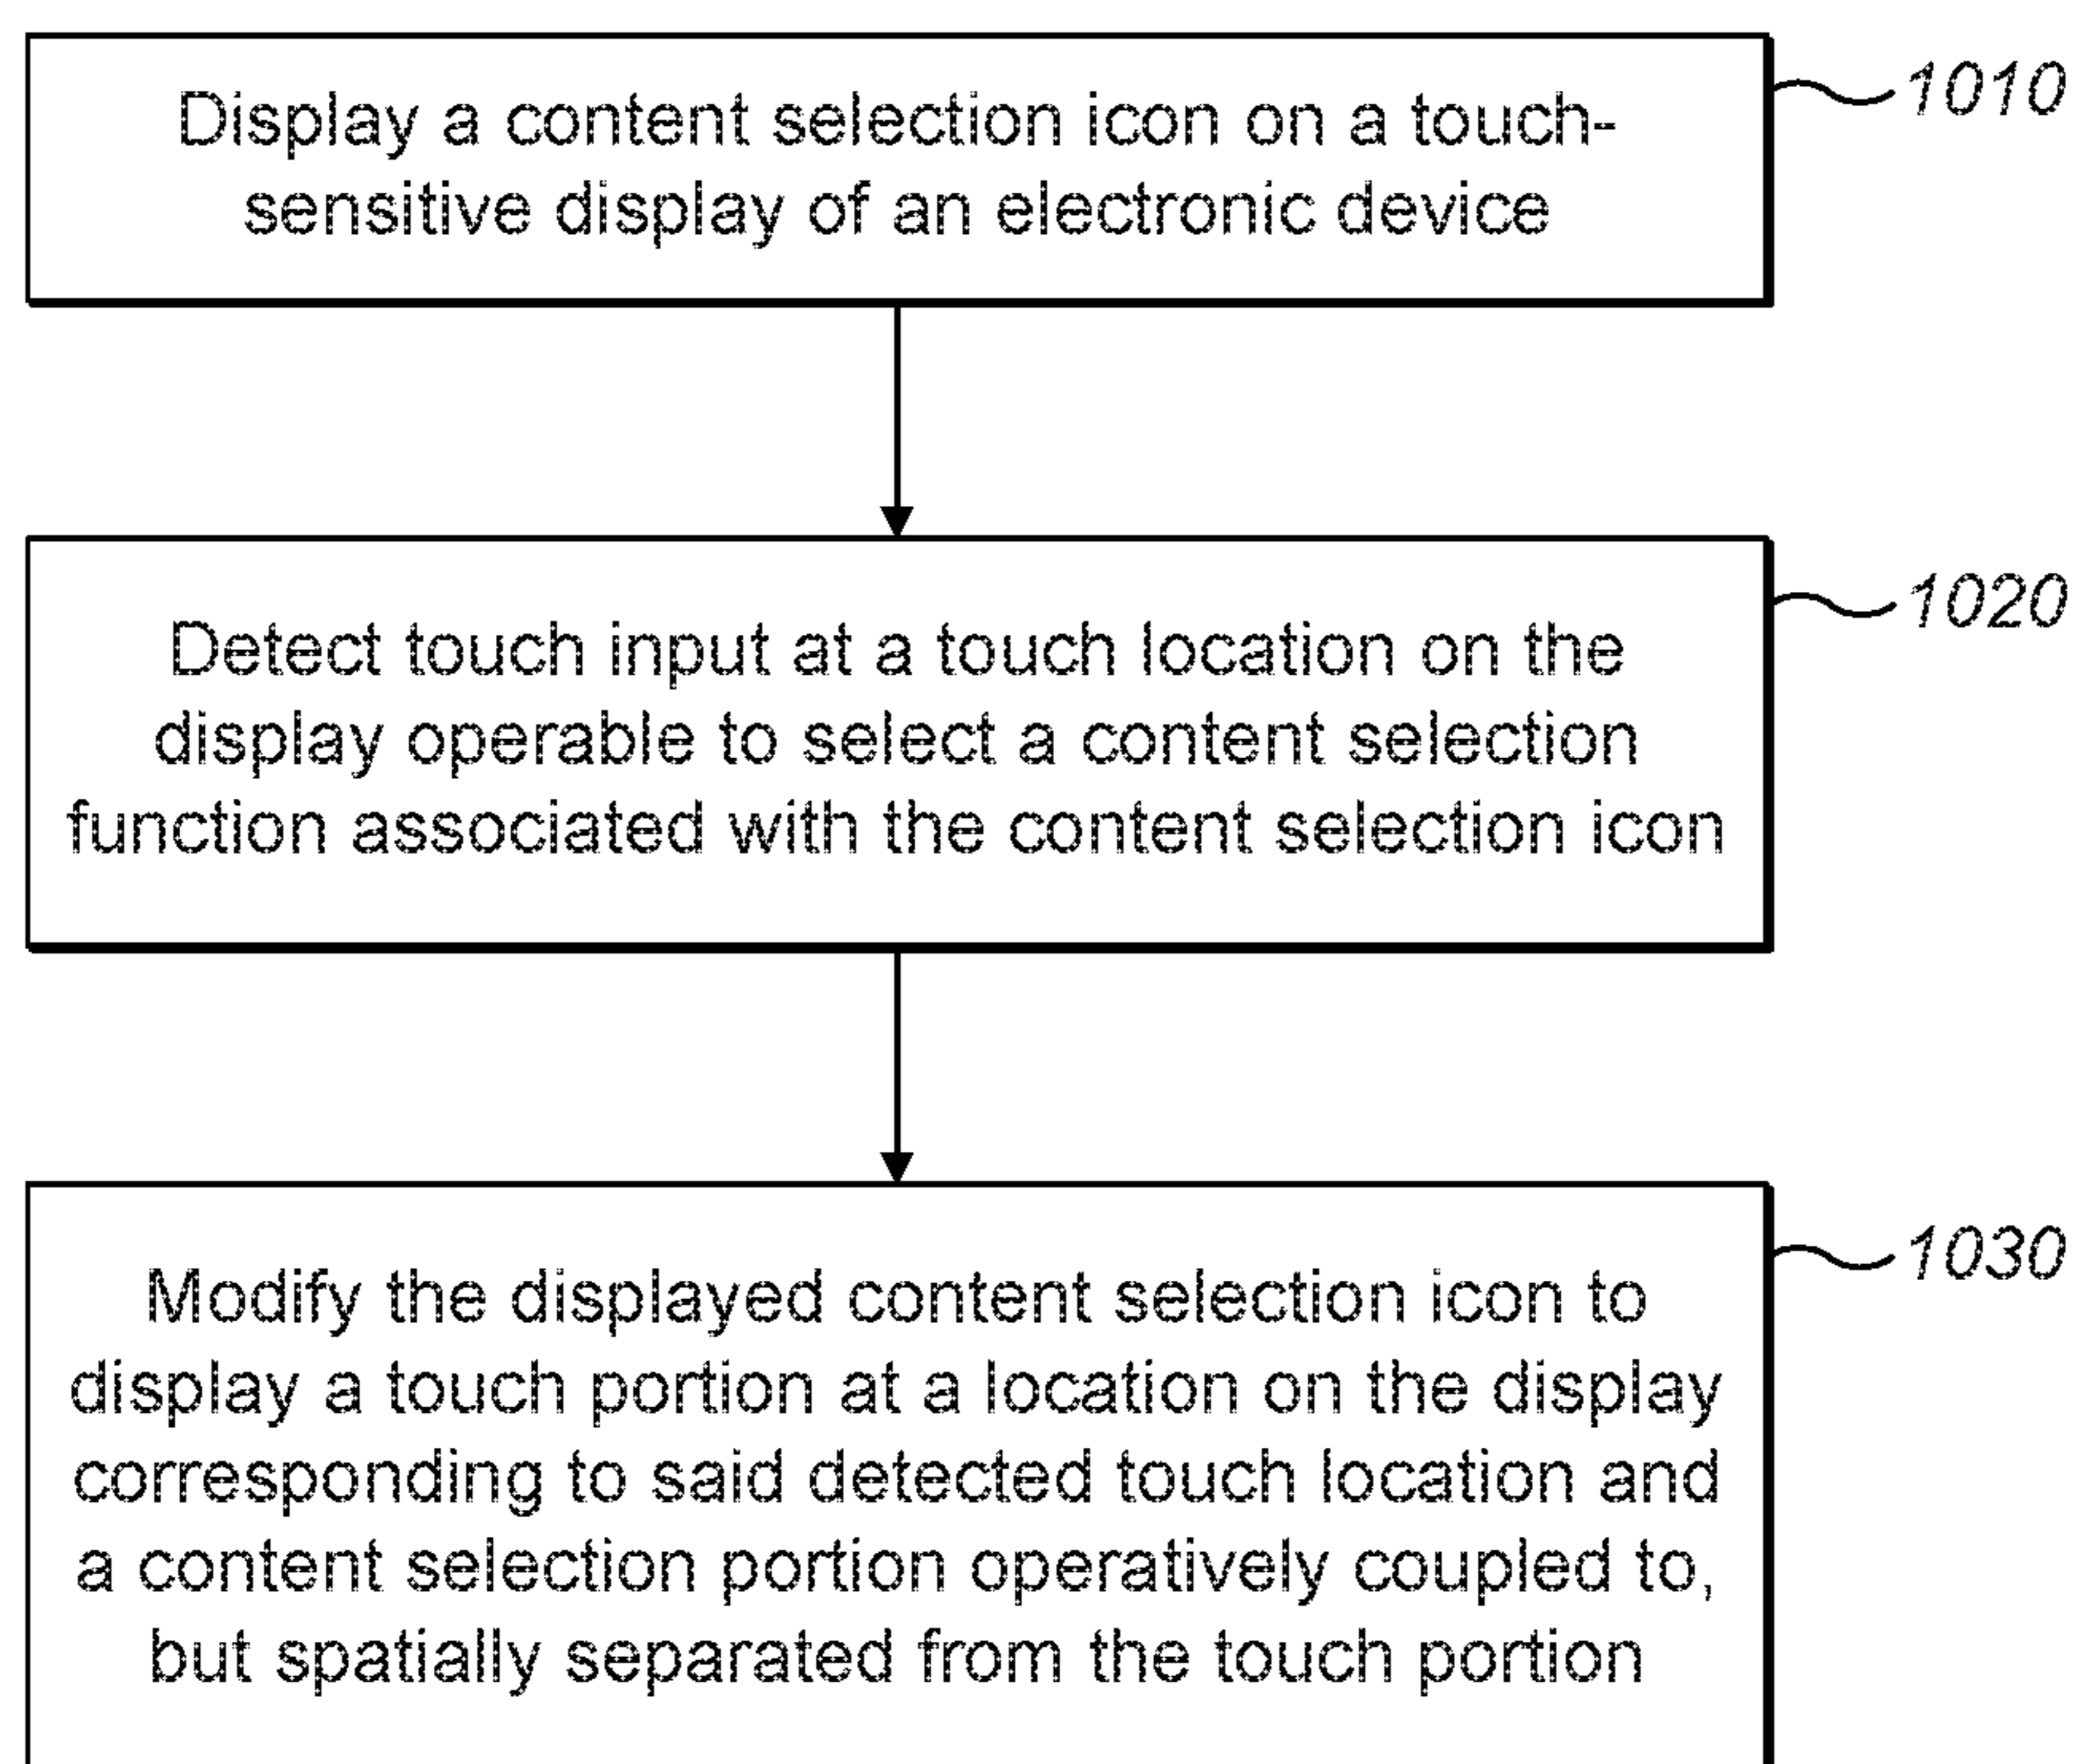 Display a content selection icon on a touch-
sensitive display of an electronic device
1010
Detect touch input at a touch location on the
display operable to select a content selection
function associated with the content selection icon
1020
Modify the displayed content selection icon to
display a touch portion at a location on the display
corresponding to said detected touch location and
a content selection portion operatively coupled to,
but spatially separated from the touch portion
1030